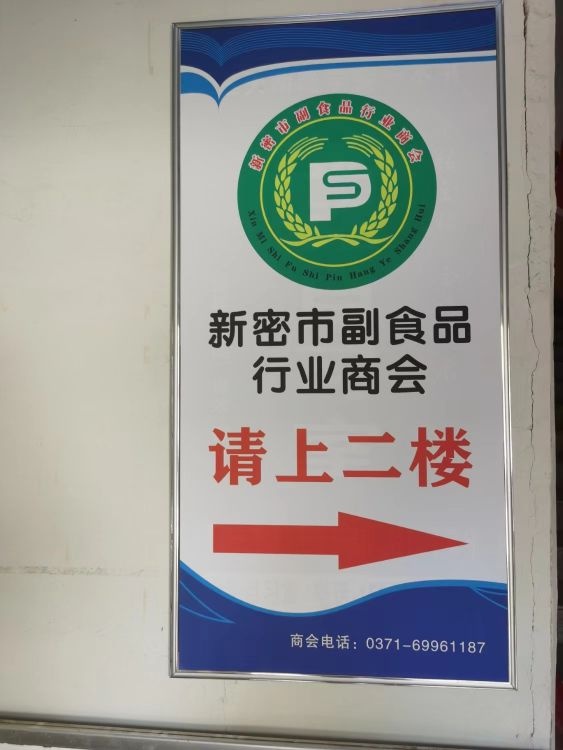 新密市副食品行业商会
PS
Xin Mi Shi Fu Shi Pin Hang Ye Shang Hui
新密市副食品
行业商会
请上二楼
商会电话：0371-69961187